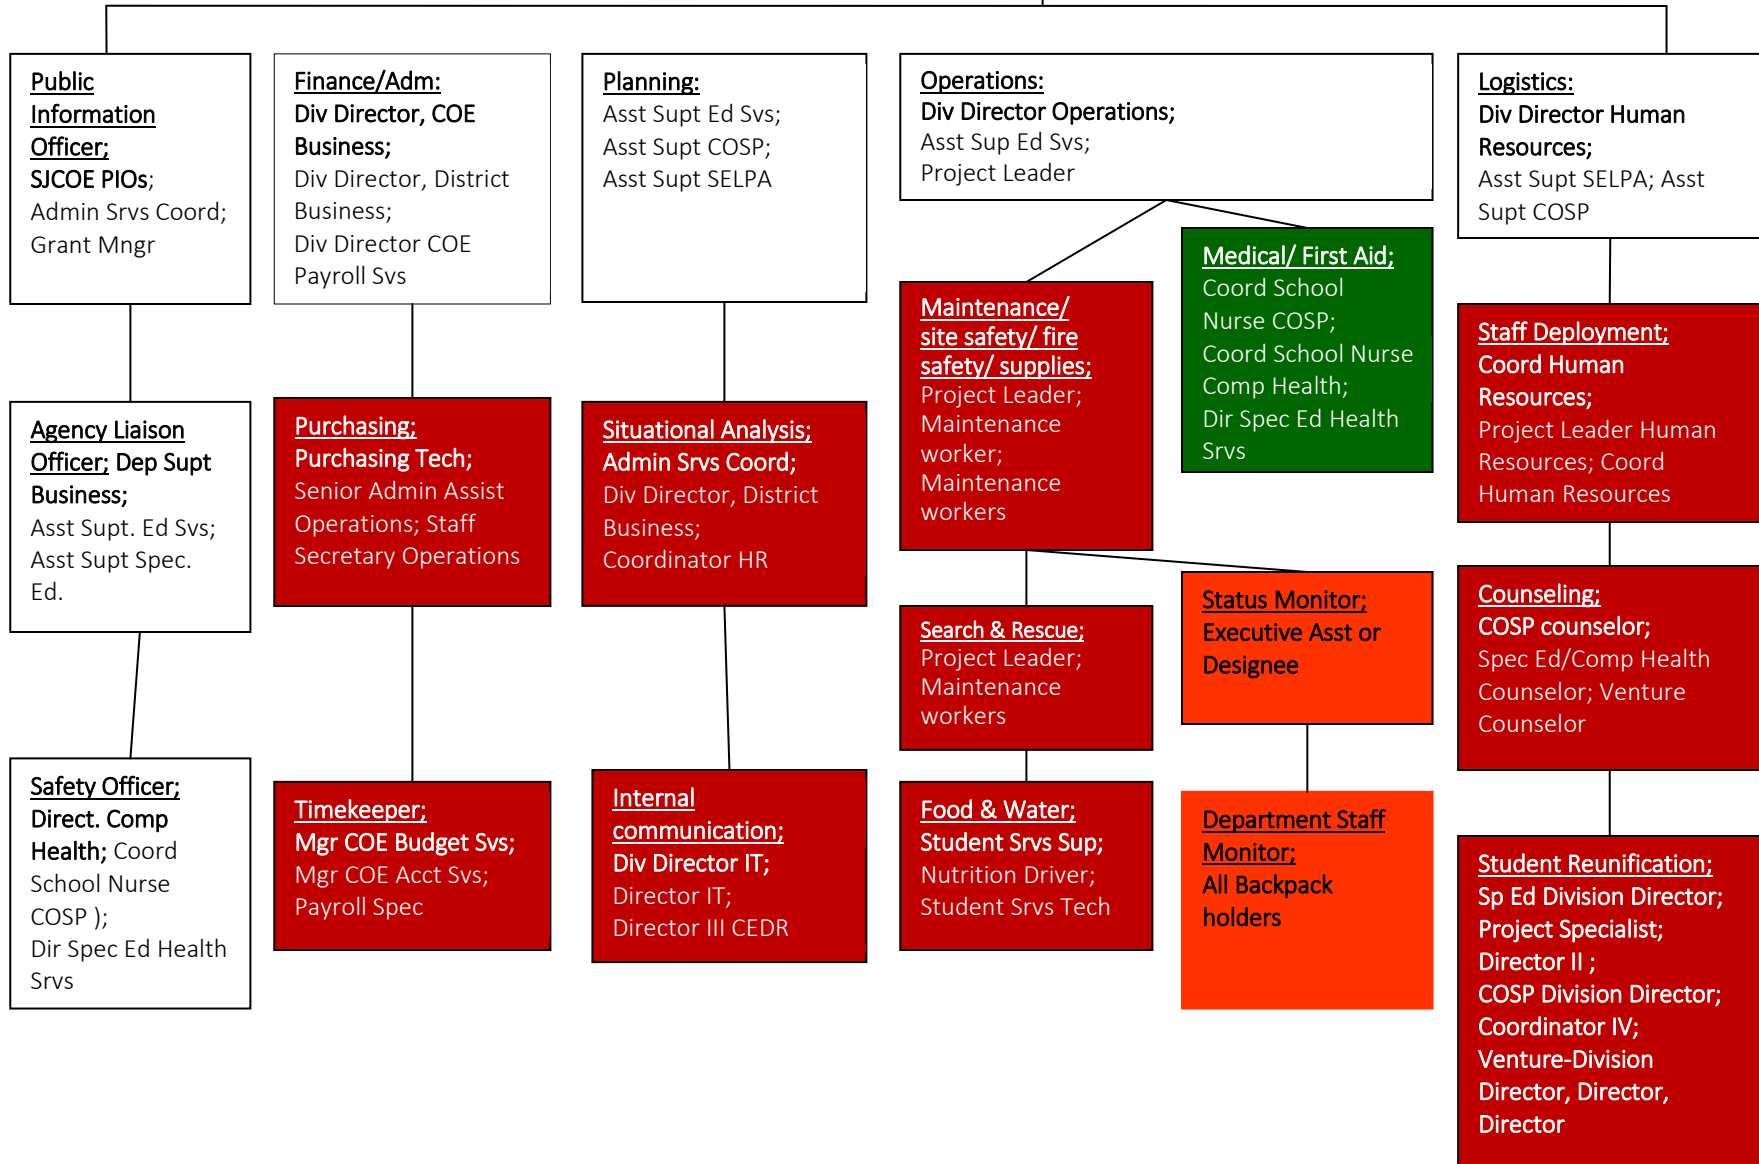 Public
Information
Officer;
SJCOE PIOs;
Admin Srvs Coord;
Grant Mngr
Finance/Adm:
Div Director, COE
Business;
Div Director, District
Business;
Div Director COE
Payroll Svs
Planning:
Asst Supt Ed Svs;
Asst Supt COSP;
Asst Supt SELPA
Operations:
Div Director Operations;
Asst Sup Ed Svs;
Project Leader
Logistics:
Div Director Human
Resources;
Asst Supt SELPA; Asst
Supt COSP
Maintenance/
site safety/ fire
safety/ supplies;
Project Leader;
Maintenance
worker;
Maintenance
workers
Medical/ First Aid;
Coord School
Nurse COSP;
Coord School Nurse
Comp Health;
Dir Spec Ed Health
Srvs
Staff Deployment;
Coord Human
Resources;
Project Leader Human
Resources; Coord
Human Resources
Agency Liaison
Officer; Dep Supt
Business;
Asst Supt. Ed Svs;
Asst Supt Spec.
Ed.
Purchasing;
Purchasing Tech;
Senior Admin Assist
Operations; Staff
Secretary Operations
Situational Analysis;
Admin Srvs Coord;
Div Director, District
Business;
Coordinator HR
Search & Rescue;
Project Leader;
Maintenance
workers
Status Monitor;
Executive Asst or
Designee
Counseling;
COSP counselor;
Spec Ed/Comp Health
Counselor; Venture
Counselor
Safety Officer;
Direct. Comp
Health; Coord
School Nurse
COSP );
Dir Spec Ed Health
Srvs
Timekeeper;
Mgr COE Budget Svs;
Mgr COE Acct Svs;
Payroll Spec
Internal
communication;
Div Director IT;
Director IT;
Director III CEDR
Food & Water;
Student Srvs Sup;
Nutrition Driver;
Student Srvs Tech
Department Staff
Monitor;
All Backpack
holders
Student Reunification;
Sp Ed Division Director;
Project Specialist;
Director II ;
COSP Division Director;
Coordinator IV;
Venture-Division
Director, Director,
Director